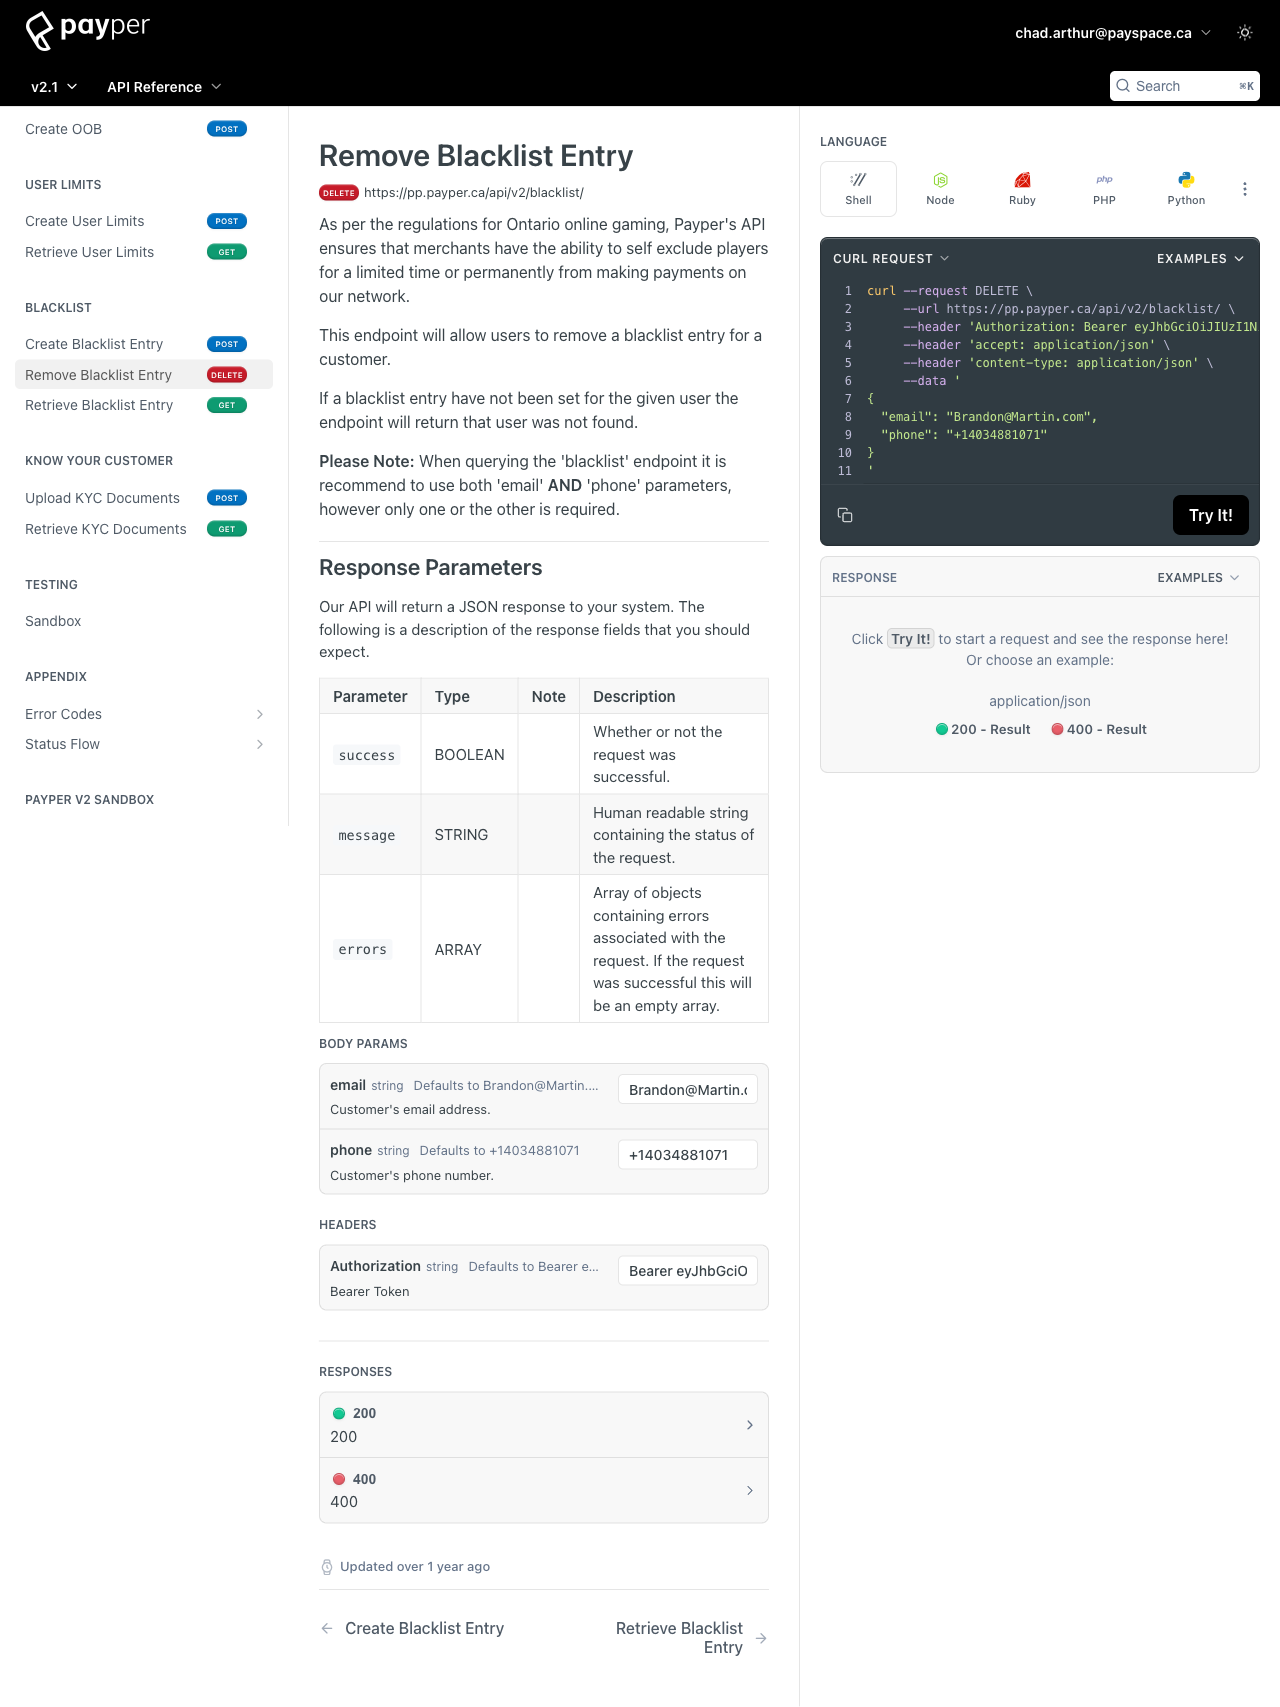 payper
chad.arthur@payspace.ca
v2.1
API Reference
Search
⌘K
Create OOB
POST
USER LIMITS
Create User Limits
POST
Retrieve User Limits
GET
BLACKLIST
Create Blacklist Entry
POST
Remove Blacklist Entry
DELETE
Retrieve Blacklist Entry
GET
KNOW YOUR CUSTOMER
Upload KYC Documents
POST
Retrieve KYC Documents
GET
TESTING
Sandbox
APPENDIX
Error Codes
Status Flow
PAYPER V2 SANDBOX
Remove Blacklist Entry
DELETE https://pp.payper.ca/api/v2/blacklist/
As per the regulations for Ontario online gaming, Payper's API
ensures that merchants have the ability to self exclude players
for a limited time or permanently from making payments on
our network.
This endpoint will allow users to remove a blacklist entry for a
customer.
If a blacklist entry have not been set for the given user the
endpoint will return that user was not found.
Please Note: When querying the 'blacklist' endpoint it is
recommend to use both 'email' AND 'phone' parameters,
however only one or the other is required.
Response Parameters
Our API will return a JSON response to your system. The
following is a description of the response fields that you should
expect.
Parameter Type Note Description
success BOOLEAN
Whether or not the
request was
successful.
message STRING
Human readable string
containing the status of
the request.
errors ARRAY
Array of objects
containing errors
associated with the
request. If the request
was successful this will
be an empty array.
BODY PARAMS
email string Defaults to Brandon@Martin.…
Brandon@Martin.c
Customer's email address.
phone string Defaults to +14034881071
+14034881071
Customer's phone number.
HEADERS
Authorization string Defaults to Bearer e…
Bearer eyJhbGciO
Bearer Token
RESPONSES
200
200
400
400
Updated over 1 year ago
Create Blacklist Entry
Retrieve Blacklist
Entry
LANGUAGE
Shell
Node
Ruby
php
PHP
Python
CURL REQUEST
EXAMPLES
1 curl --request DELETE \
2 --url https://pp.payper.ca/api/v2/blacklist/ \
3 --header 'Authorization: Bearer eyJhbGciOiJIUzI1N
4 --header 'accept: application/json' \
5 --header 'content-type: application/json' \
6 --data '
7 {
8 "email": "Brandon@Martin.com",
9 "phone": "+14034881071"
10 }
11 '
Try It!
RESPONSE
EXAMPLES
Click Try It! to start a request and see the response here!
Or choose an example:
application/json
200 - Result
400 - Result